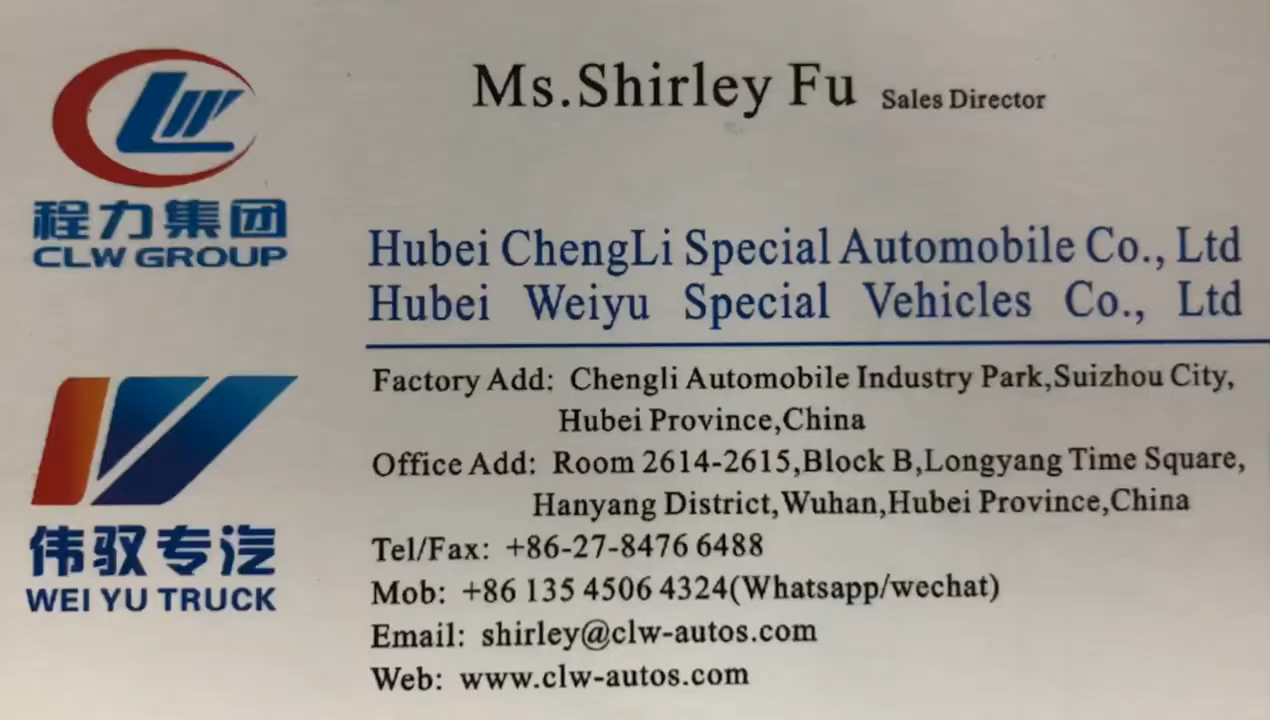 Ms.Shirley Fu Sales Director
程力集团
CLW GROUP
Hubei ChengLi Special Automobile Co., Ltd
Hubei Weiyu Special Vehicles Co., Ltd
伟驭专汽
WEI YU TRUCK
Factory Add: Chengli Automobile Industry Park,Suizhou City,
Hubei Province,China
Office Add: Room 2614-2615,Block B,Longyang Time Square,
Hanyang District,Wuhan,Hubei Province,China
Tel/Fax: +86-27-8476 6488
Mob: +86 135 4506 4324(Whatsapp/wechat)
Email: shirley@clw-autos.com
Web: www.clw-autos.com